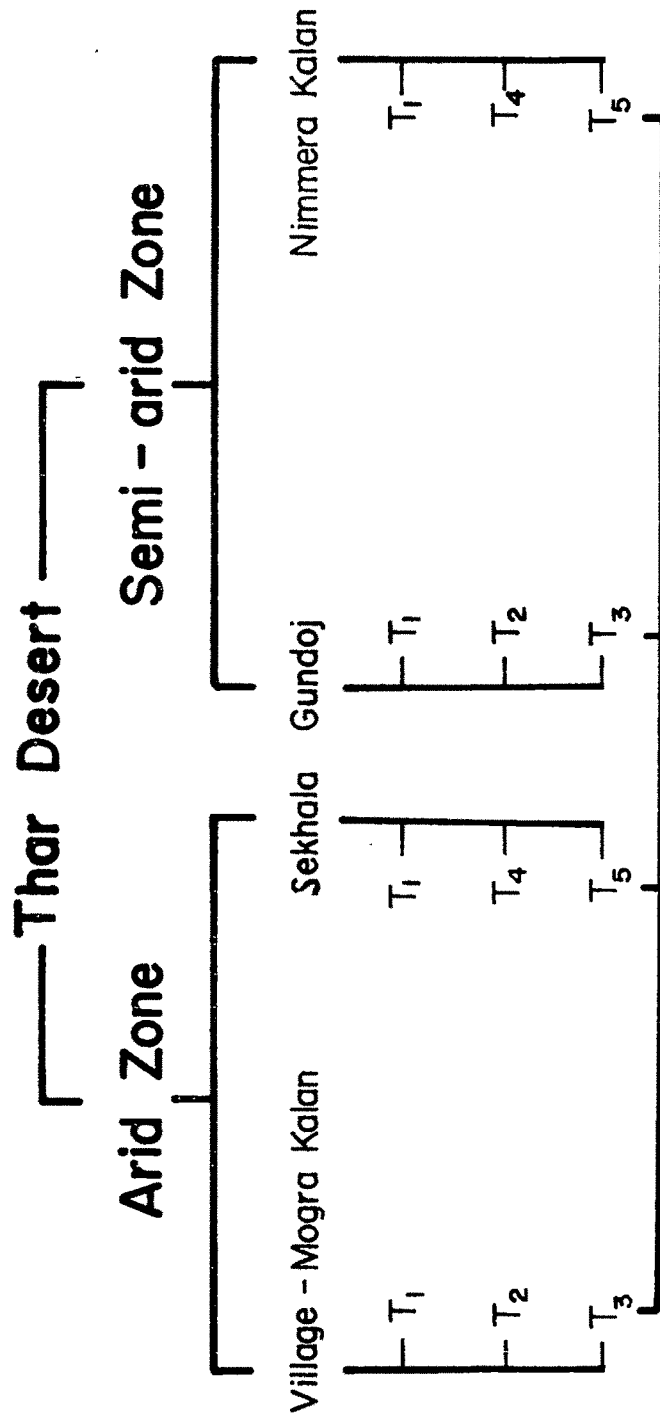 Thar Desert
Arid Zone Semi-arid Zone
Village-Mogra Kalan Sekhala Gundoj Nimmera Kalan
T₁ T₁ T₁ T₁
T₂ T₄ T₂ T₄
T₃ T₅ T₃ T₅